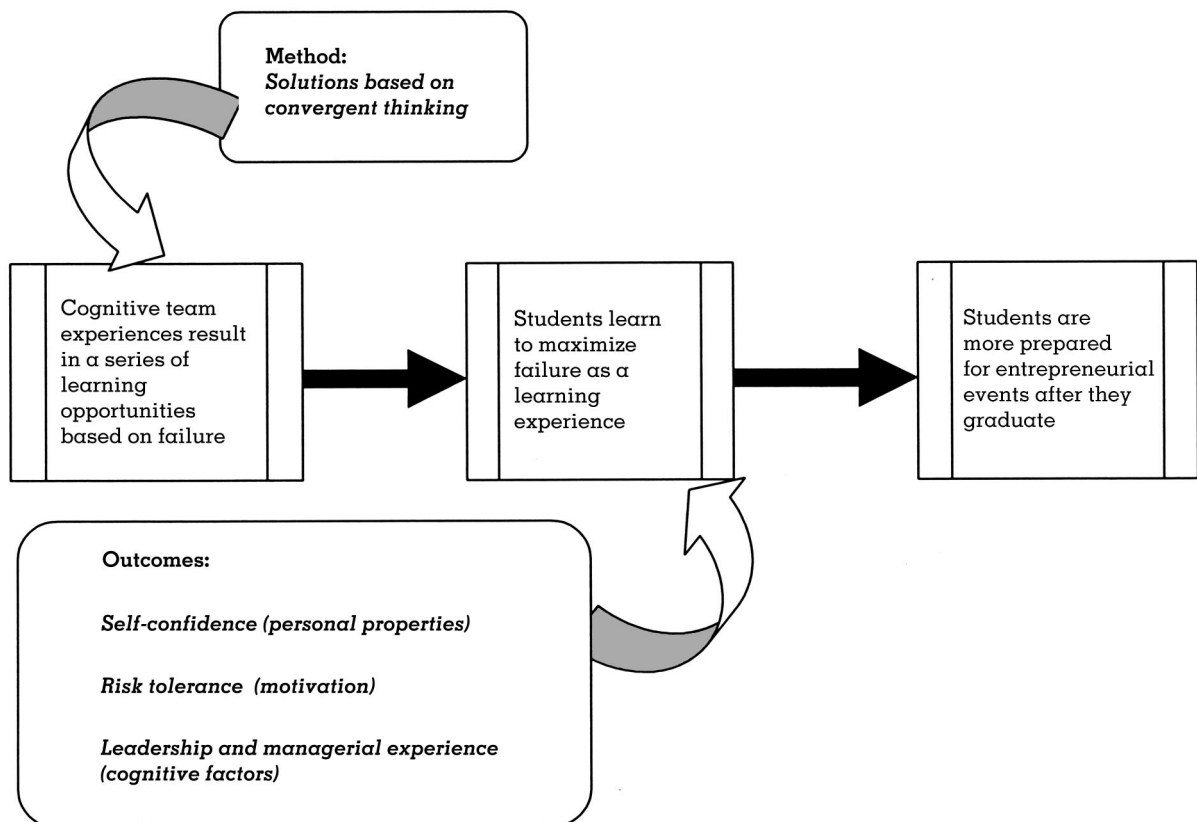 Method:
Solutions based on
convergent thinking
Cognitive team
experiences result
in a series of
learning
opportunities
based on failure
Students learn
to maximize
failure as a
learning
experience
Students are
more prepared
for entrepreneurial
events after they
graduate
Outcomes:
Self-confidence (personal properties)
Risk tolerance (motivation)
Leadership and managerial experience
(cognitive factors)